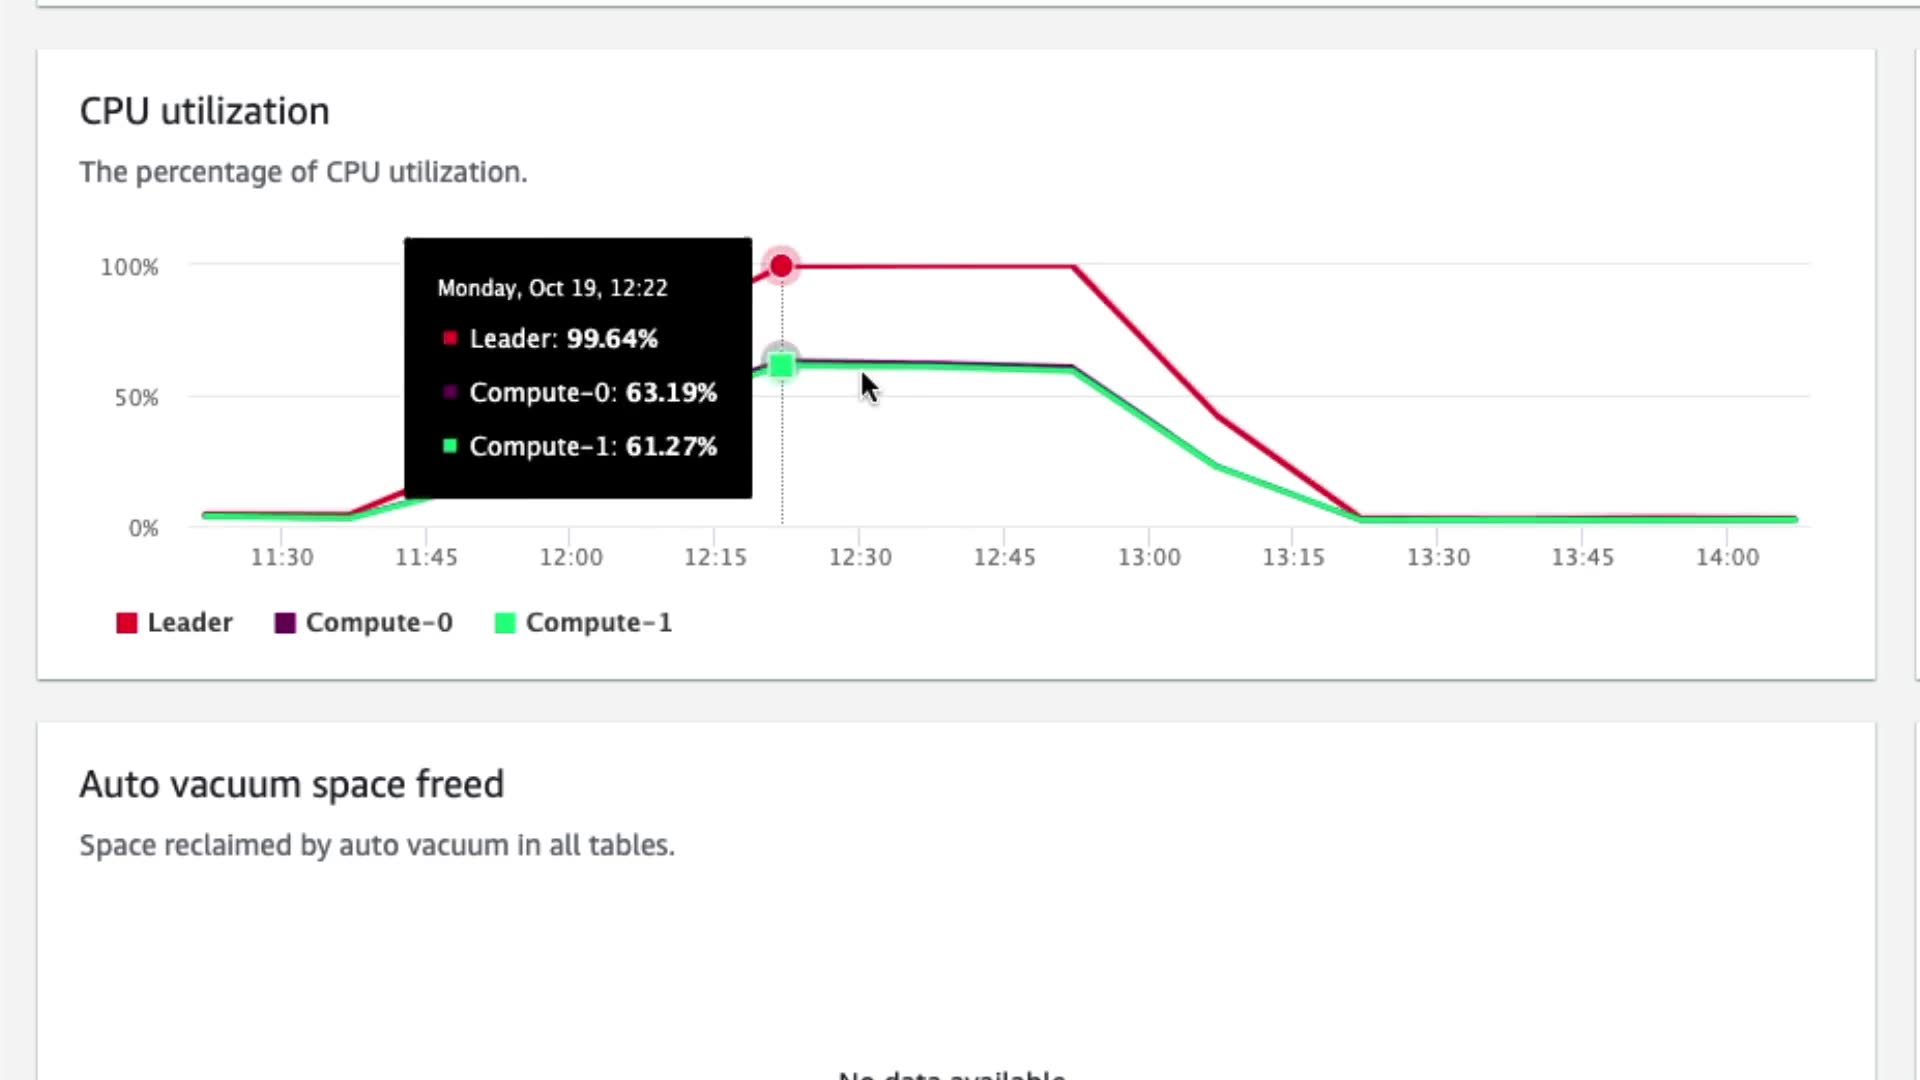 CPU utilization
The percentage of CPU utilization.
100%
50%
0%
Monday, Oct 19, 12:22
Leader: 99.64%
Compute-0: 63.19%
Compute-1: 61.27%
11:30 11:45 12:00 12:15 12:30 12:45 13:00 13:15 13:30 13:45 14:00
Leader Compute-0 Compute-1
Auto vacuum space freed
Space reclaimed by auto vacuum in all tables.
No data available